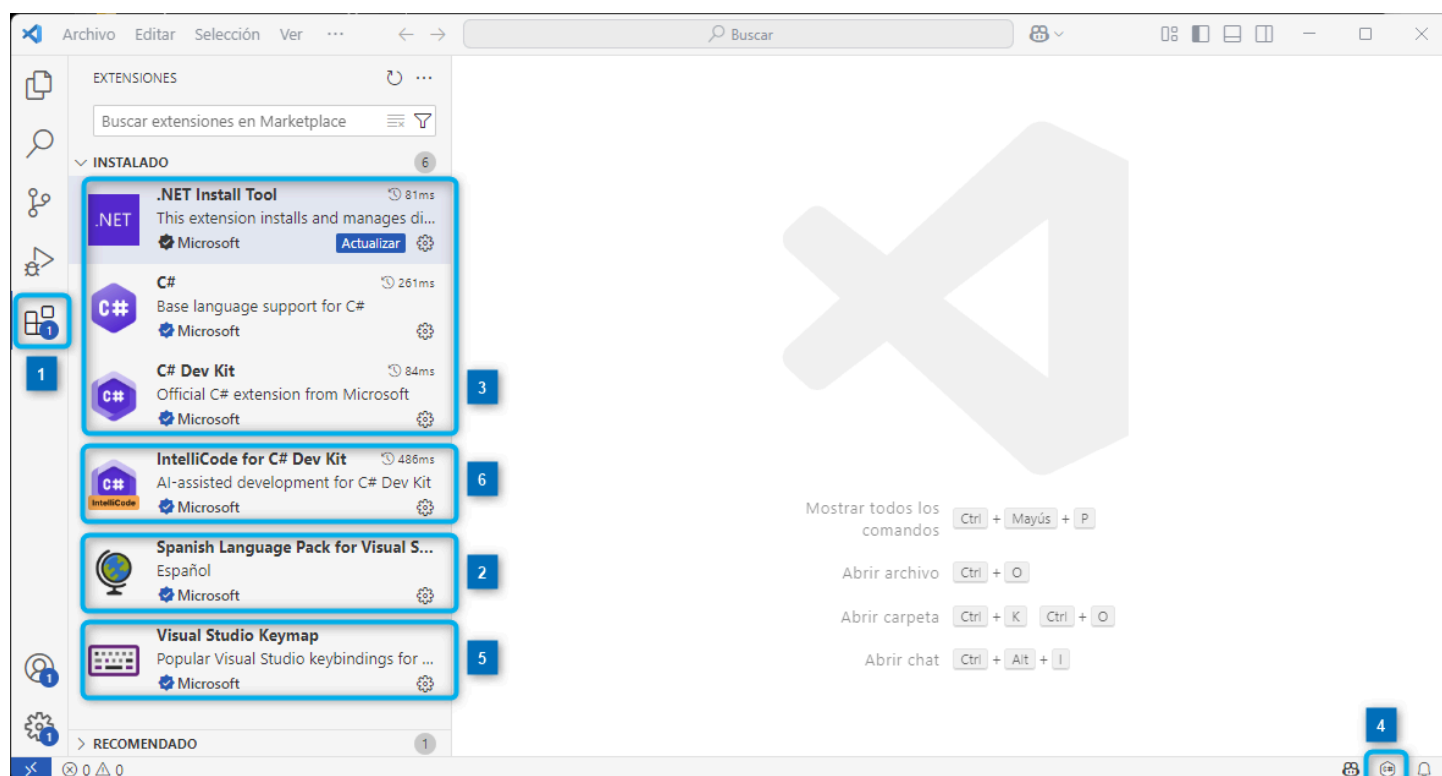 Archivo Editar Selección Ver ··· Buscar
EXTENSIONES
Buscar extensiones en Marketplace
INSTALADO 6
.NET
.NET Install Tool 81ms
This extension installs and manages di...
Microsoft Actualizar
C#
C# 261ms
Base language support for C#
Microsoft
1
1
C#
C# Dev Kit 84ms
Official C# extension from Microsoft
Microsoft
3
C#
IntelliCode
IntelliCode for C# Dev Kit 486ms
AI-assisted development for C# Dev Kit
Microsoft
6
Spanish Language Pack for Visual S...
Español
Microsoft
2
Visual Studio Keymap
Popular Visual Studio keybindings for ...
Microsoft
5
1
1
RECOMENDADO 1
0 0
Mostrar todos los
comandos Ctrl + Mayús + P
Abrir archivo Ctrl + O
Abrir carpeta Ctrl + K Ctrl + O
Abrir chat Ctrl + Alt + I
4
C#